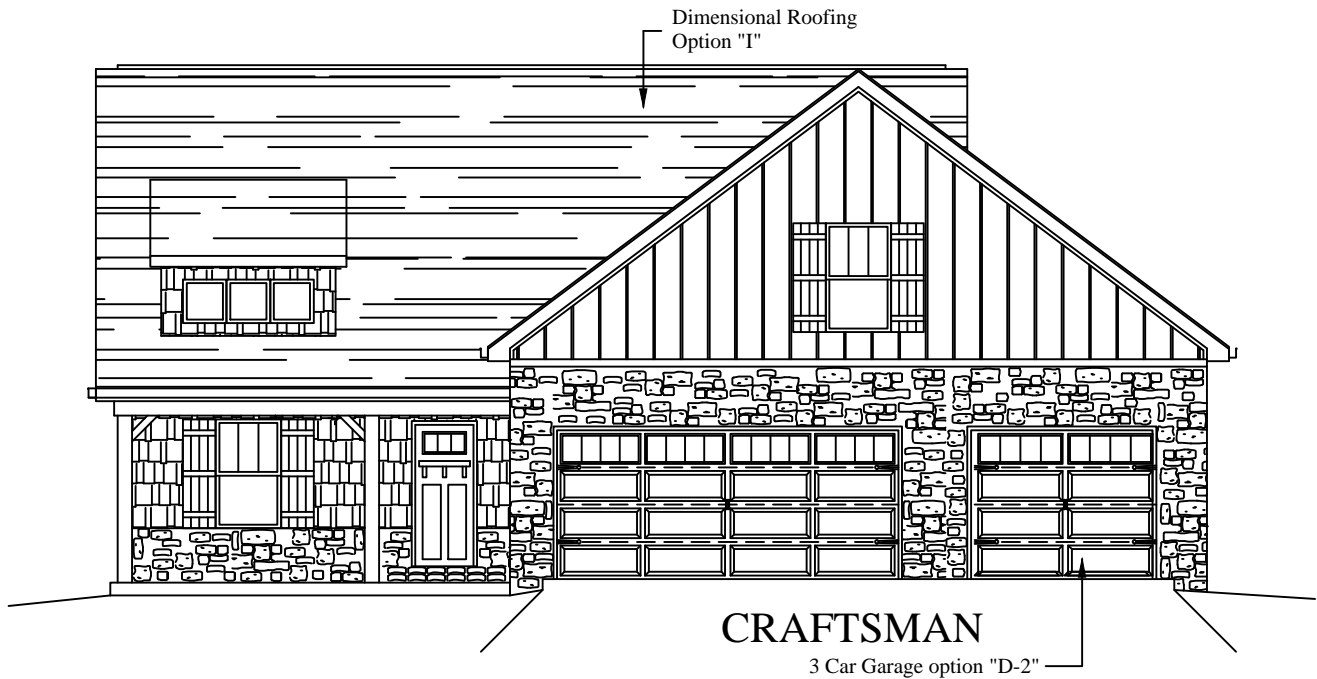 Dimensional Roofing
Option "I"
CRAFTSMAN
3 Car Garage option "D-2"